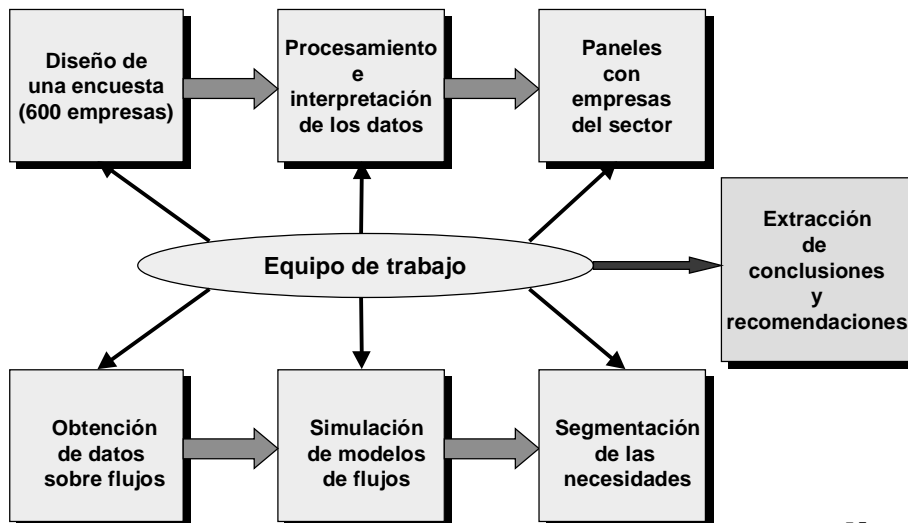 Diseño de
una encuesta
(600 empresas)
Procesamiento
e
interpretación
de los datos
Paneles
con
empresas
del sector
Equipo de trabajo
Extracción
de
conclusiones
y
recomendaciones
Obtención
de datos
sobre flujos
Simulación
de modelos
de flujos
Segmentación
de las
necesidades